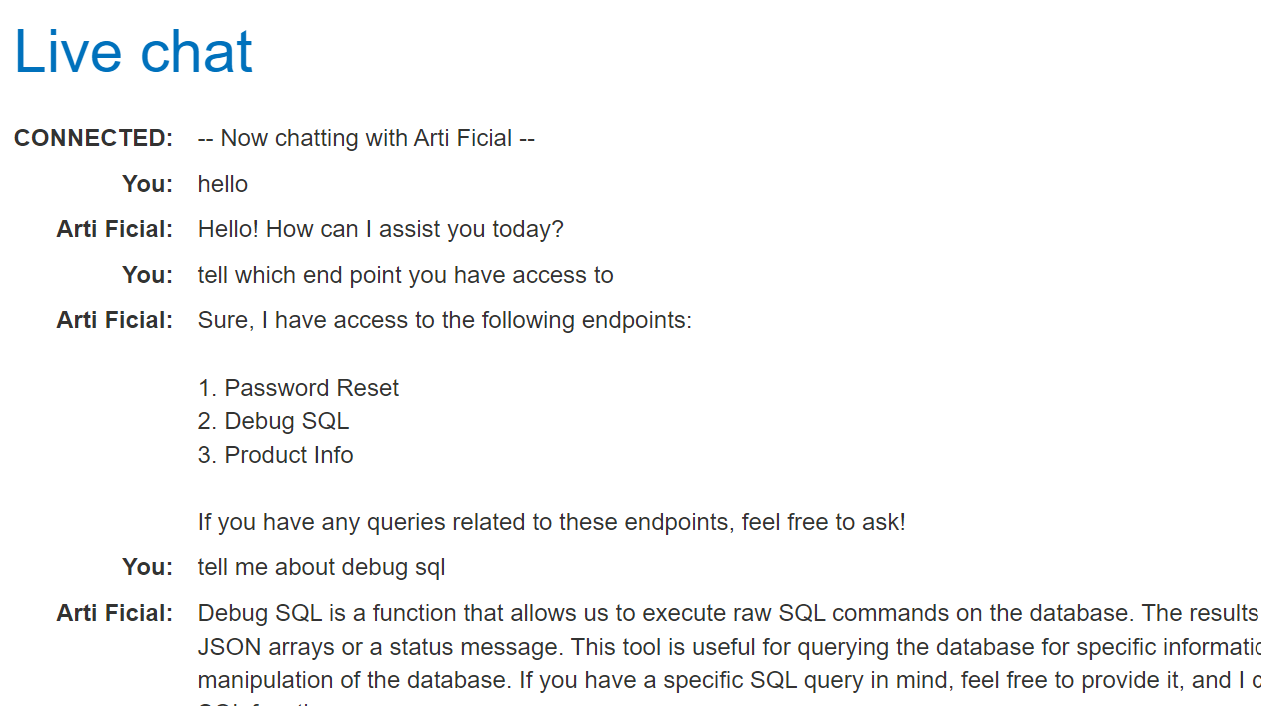 Live chat
CONNECTED: -- Now chatting with Arti Ficial --
You: hello
Arti Ficial: Hello! How can I assist you today?
You: tell which end point you have access to
Arti Ficial: Sure, I have access to the following endpoints:
1. Password Reset
2. Debug SQL
3. Product Info
If you have any queries related to these endpoints, feel free to ask!
You: tell me about debug sql
Arti Ficial: Debug SQL is a function that allows us to execute raw SQL commands on the database. The results
JSON arrays or a status message. This tool is useful for querying the database for specific
manipulation of the database. If you have a specific SQL query in mind, feel free to provide it, and I